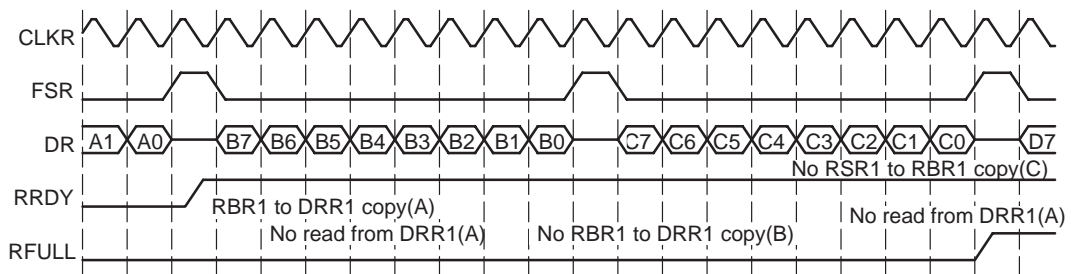 CLKR
FSR
DR A1 A0 B7 B6 B5 B4 B3 B2 B1 B0 C7 C6 C5 C4 C3 C2 C1 C0 D7
No RSR1 to RBR1 copy(C)
RRDY
RBR1 to DRR1 copy(A)
No read from DRR1(A)
No read from DRR1(A) No RBR1 to DRR1 copy(B)
RFULL